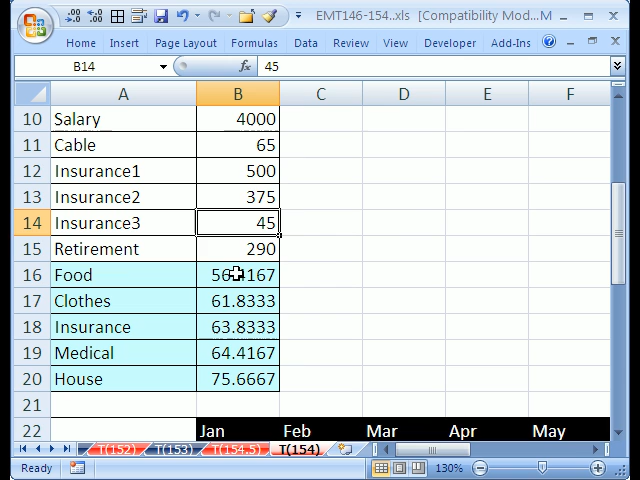 EMT146-154..xls [Compatibility Mod... M
Home Insert Page Layout Formulas Data Review View Developer Add-Ins
B14 fx 45
A B C D E F
10 Salary 4000
11 Cable 65
12 Insurance1 500
13 Insurance2 375
14 Insurance3 45
15 Retirement 290
16 Food 56.4167
17 Clothes 61.8333
18 Insurance 63.8333
19 Medical 64.4167
20 House 75.6667
21
22 Jan Feb Mar Apr May
T(152) T(153) T(154.5) T(154)
Ready 130%